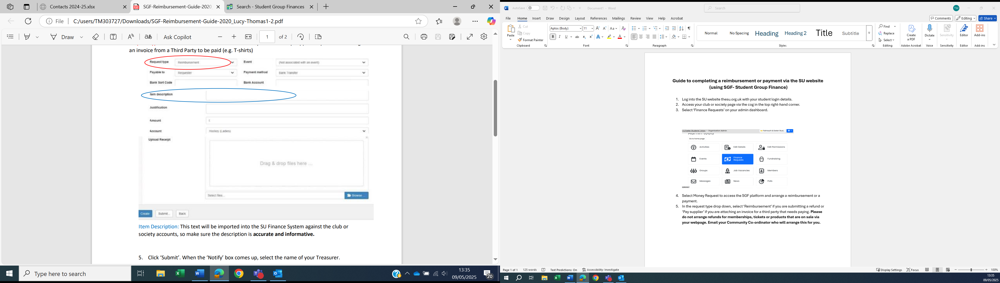 Contacts 2024-25.xlsx
SGF-Reimbursement-Guide-2020
Search - Student Group Finances
File
C:/users/TM303727/Downloads/SGF-Reimbursement-Guide-2020_Lucy-Thomas1-2.pdf
Draw
Ask Copilot
1
of 2
an invoice from a Third Party to be paid (e.g. T-shirts)
Request type
Reimbursement
Event
(Not associated with an event)
Payable to
Requester
Payment method
Bank Transfer
Bank Sort Code
Bank Account
Item description
Justification
Amount
£
Account
Hockey (Ladies)
Upload Receipt
Drag & drop files here ...
Select files...
Browse ...
Create
Submit...
Back
Item Description: This text will be imported into the SU Finance System against the club or
society accounts, so make sure the description is accurate and informative.
5. Click ‘Submit’. When the ‘Notify’ box comes up, select the name of your Treasurer.
Type here to search
13:35
09/05/2025
20
AutoSave
Document1 - Word
Search
TM
File
Home
Insert
Draw
Design
Layout
References
Mailings
Review
View
Help
Acrobat
Comments
Editing
Share
Paste
Cut
Copy
Format Painter
Clipboard
Aptos (Body)
11
Font
Paragraph
Normal
No Spacing
Heading
Heading 2
Title
Subtitle
Styles
Find
Replace
Select
Editing
Create
a PDF
Adobe Acrobat
Dictate
Voice
Sensitivity
Sensitivity
Editor
Editor
Add-ins
Add-ins
Guide to completing a reimbursement or payment via the SU website
(using SGF- Student Group Finance)
1. Log into the SU website thesu.org.uk with your student login details.
2. Access your club or society page via the cog in the top right-hand corner.
3. Select ‘Finance Requests’ on your admin dashboard.
& Exeter Students' Union > Organisation Admin
Falmouth & Exeter Stud...
Admin tools
Go to home page
Activities
Edit Details
Edit Permissions
Events
Finance
Requests
Fundraising
Groups
Job Vacancies
Members
Messages
News
Polls
4. Select Money Request to access the SGF platform and arrange a reimbursement or a
payment.
5. In the request type drop down, select ‘Reimbursement’ if you are submitting a refund or
‘Pay supplier’ if you are attaching an invoice for a third party that needs paying. Please
do not arrange refunds for memberships, tickets or products that are on sale via
your webpage. Email your Community Co-ordinator who will arrange this for you.
Page 1 of 1
125 words
Text Predictions: On
Accessibility: Investigate
Display Settings
Focus
100%
13:35
09/05/2025